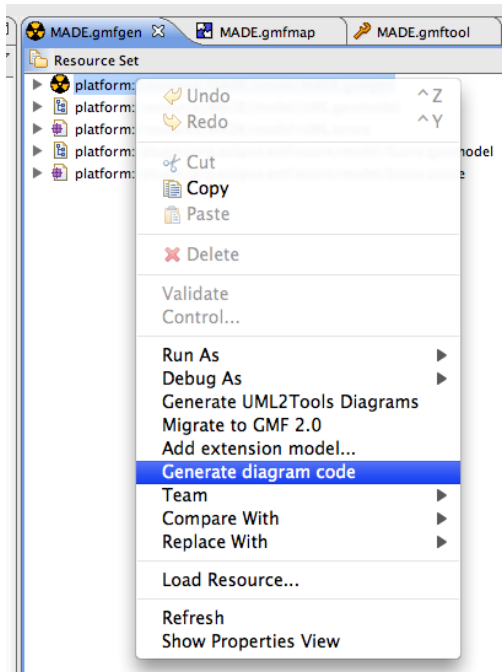 MADE.gmfgen MADE.gmfmap MADE.gmftool
Resource Set
platform:
platform:
platform:
platform:
platform:
Undo ^Z
Redo ^Y
Cut
Copy
Paste
Delete
Validate
Control...
Run As
Debug As
Generate UML2Tools Diagrams
Migrate to GMF 2.0
Add extension model...
Generate diagram code
Team
Compare With
Replace With
Load Resource...
Refresh
Show Properties View